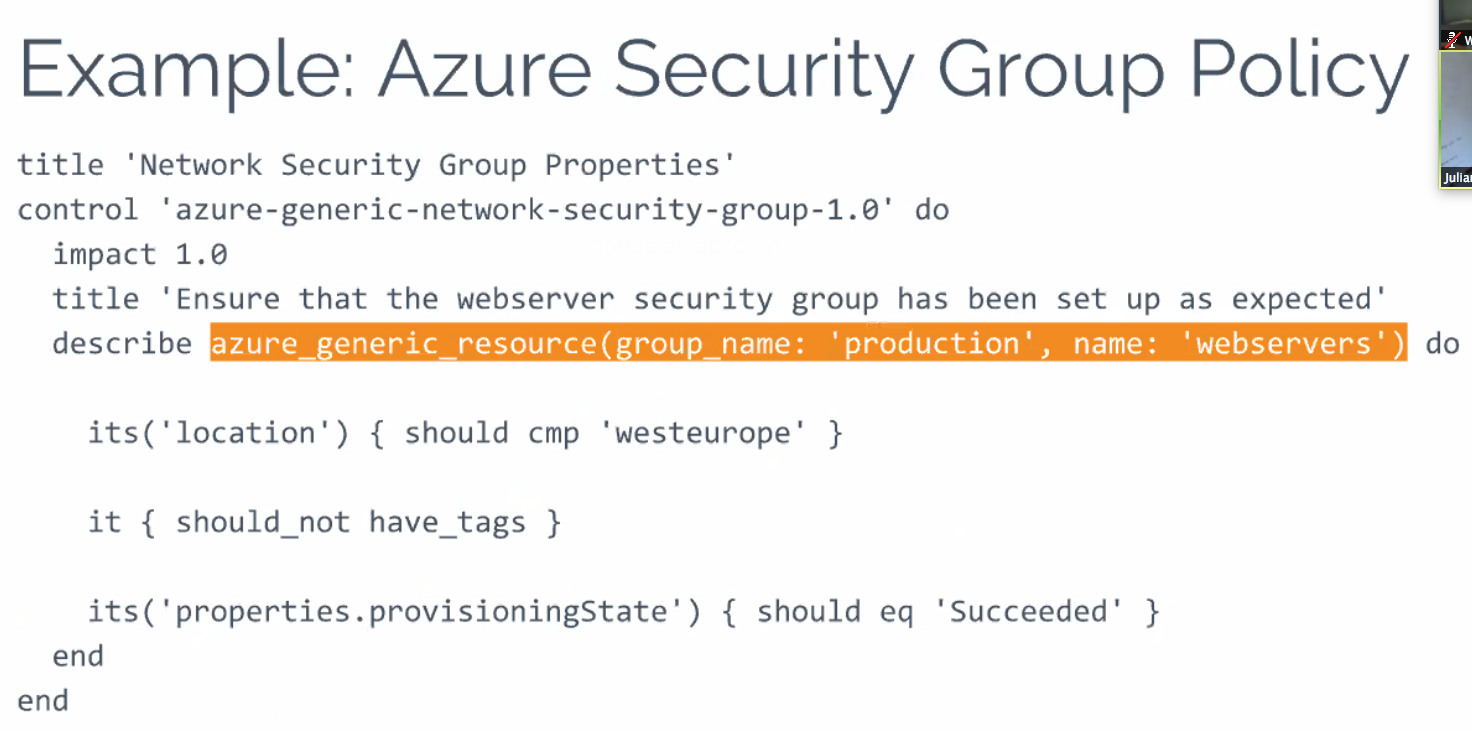 Example: Azure Security Group Policy
title 'Network Security Group Properties'
control 'azure-generic-network-security-group-1.0' do
impact 1.0
title 'Ensure that the webserver security group has been set up as expected'
describe azure_generic_resource(group_name: 'production', name: 'webservers') do
its('location') { should cmp 'westeurope' }
it { should_not have_tags }
its('properties.provisioningState') { should eq 'Succeeded' }
end
end
W
Julian